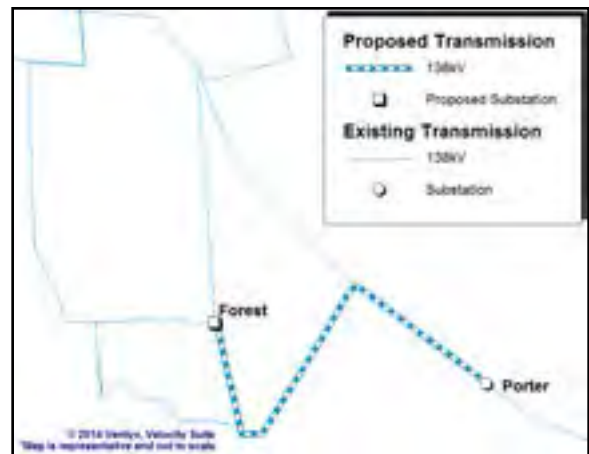 Proposed Transmission
138kV
Proposed Substation
Existing Transmission
138kV
Substation
Forest
Porter
© 2014 Ventyx, Velocity Suite
*Map is representative and not to scale